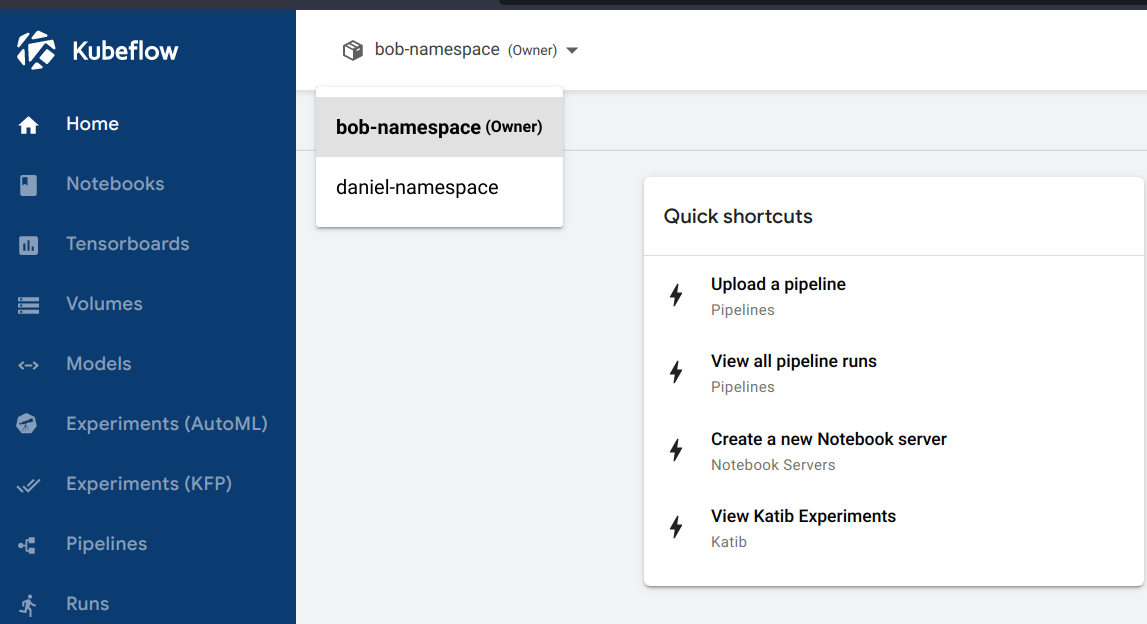 Kubeflow
bob-namespace (Owner)
bob-namespace (Owner)
daniel-namespace
Home
Notebooks
Tensorboards
Volumes
Models
Experiments (AutoML)
Experiments (KFP)
Pipelines
Runs
Quick shortcuts
Upload a pipeline
Pipelines
View all pipeline runs
Pipelines
Create a new Notebook server
Notebook Servers
View Katib Experiments
Katib